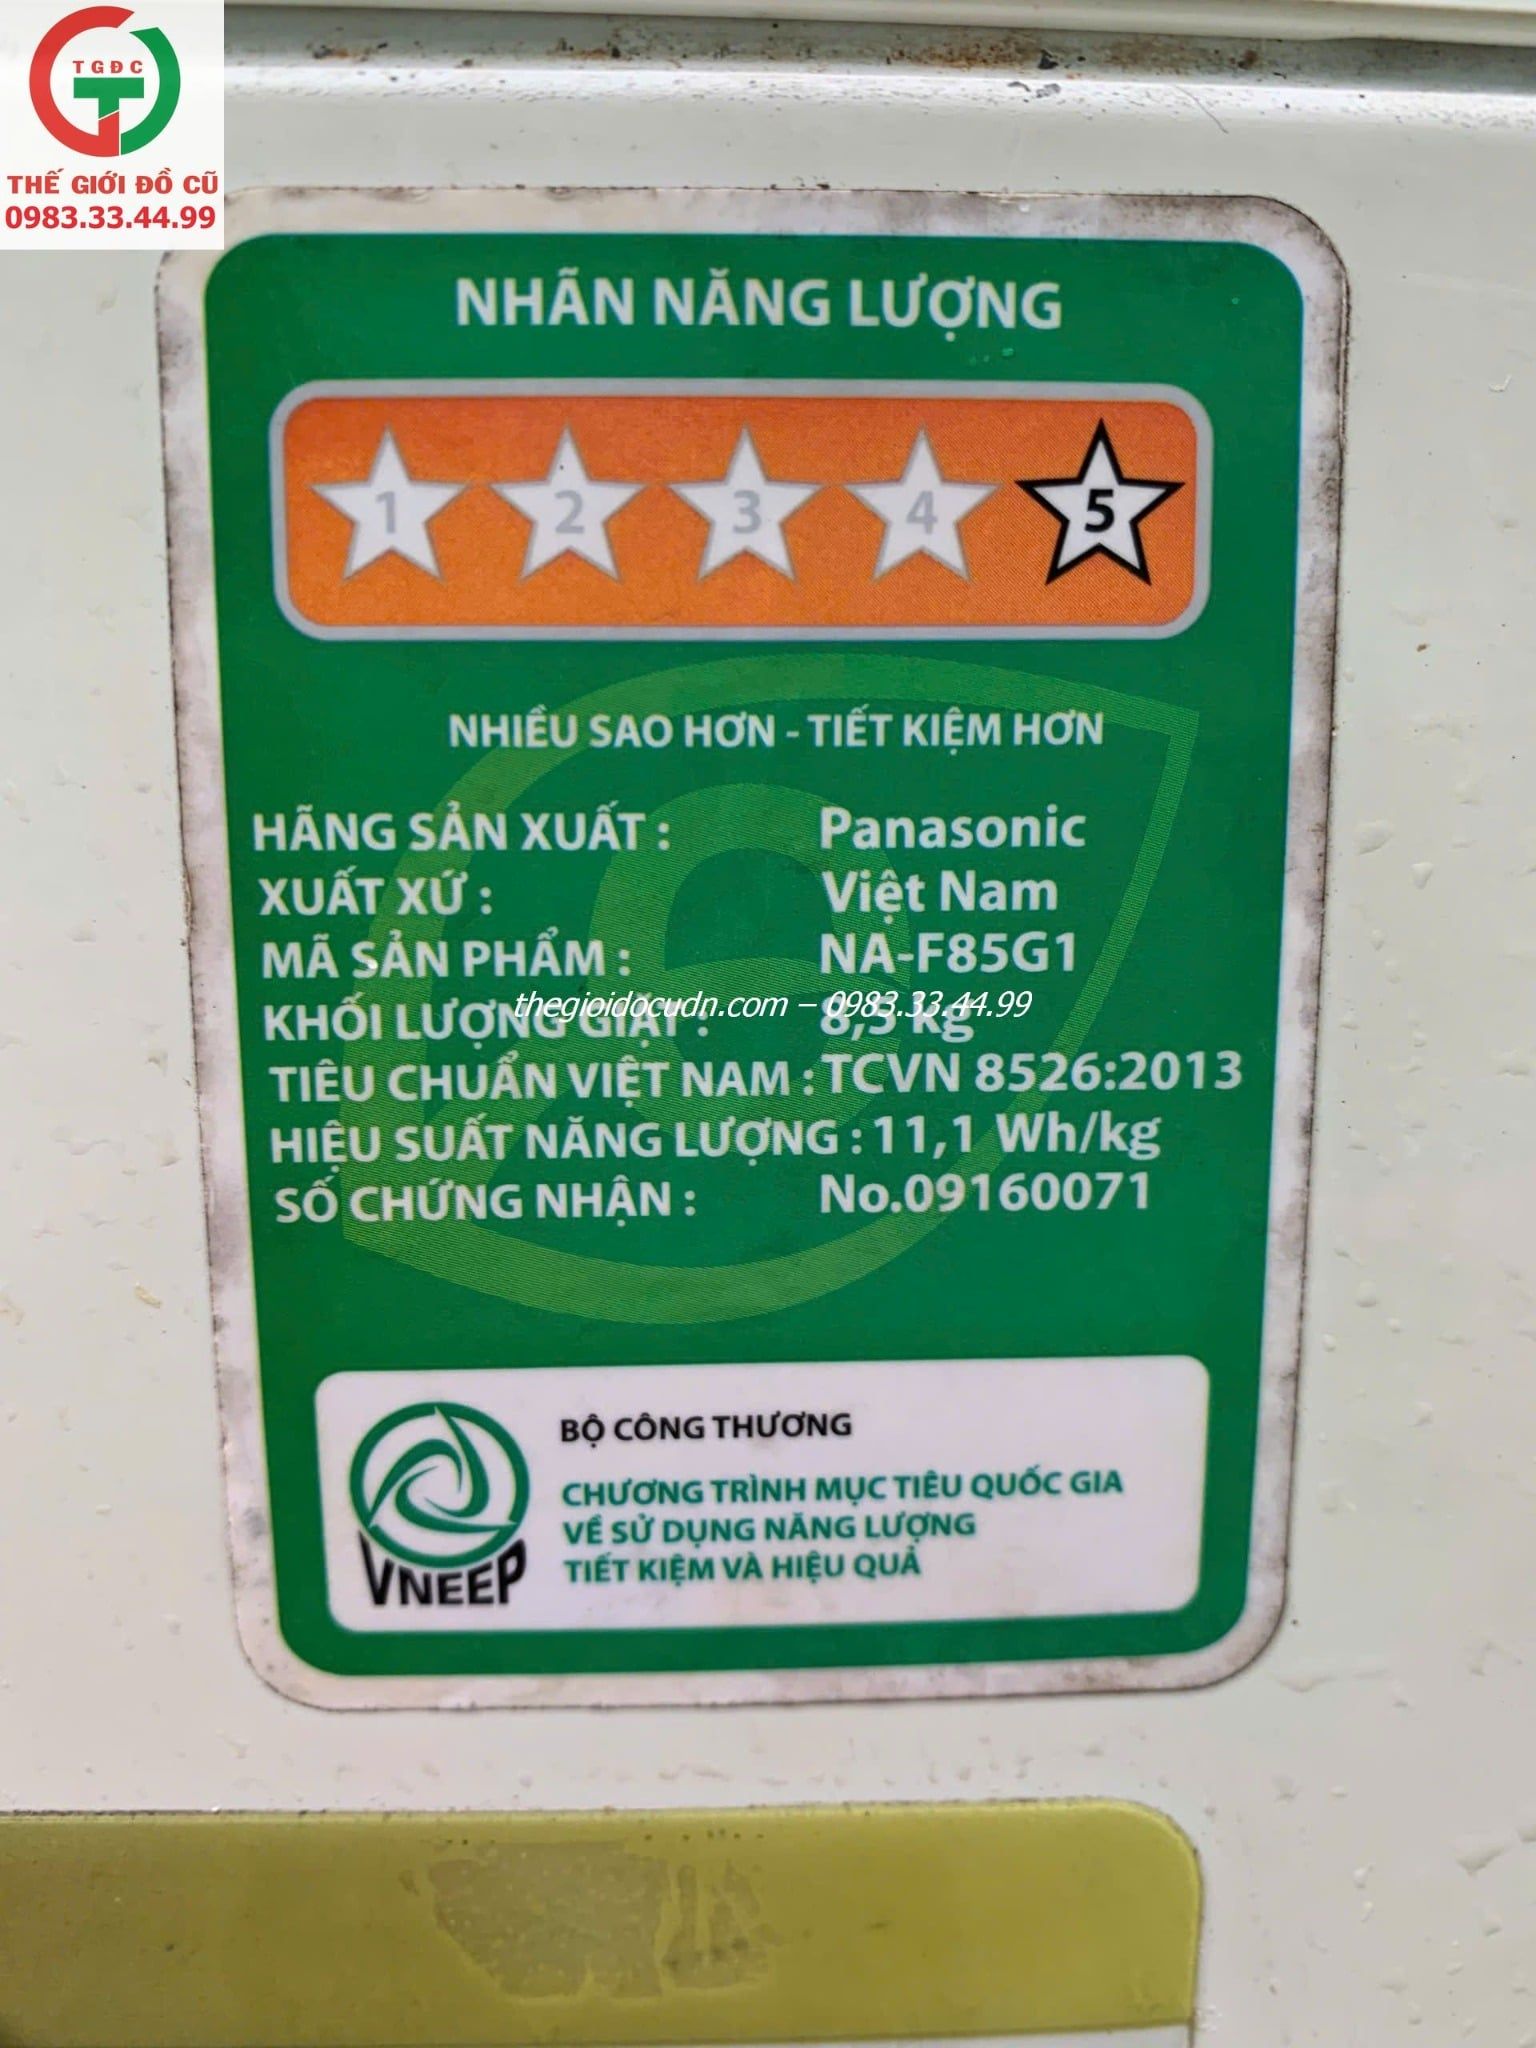 TGĐC
THẾ GIỚI ĐỒ CŨ
0983.33.44.99
NHÃN NĂNG LƯỢNG
1 2 3 4 5
NHIỀU SAO HƠN - TIẾT KIỆM HƠN
HÃNG SẢN XUẤT : Panasonic
XUẤT XỨ : Việt Nam
MÃ SẢN PHẨM : NA-F85G1
thegioidocudn.com – 0983.33.44.99
KHỐI LƯỢNG GIẶT : 8,5 kg
TIÊU CHUẨN VIỆT NAM : TCVN 8526:2013
HIỆU SUẤT NĂNG LƯỢNG : 11,1 Wh/kg
SỐ CHỨNG NHẬN : No.09160071
BỘ CÔNG THƯƠNG
CHƯƠNG TRÌNH MỤC TIÊU QUỐC GIA
VỀ SỬ DỤNG NĂNG LƯỢNG
TIẾT KIỆM VÀ HIỆU QUẢ
VNEEP